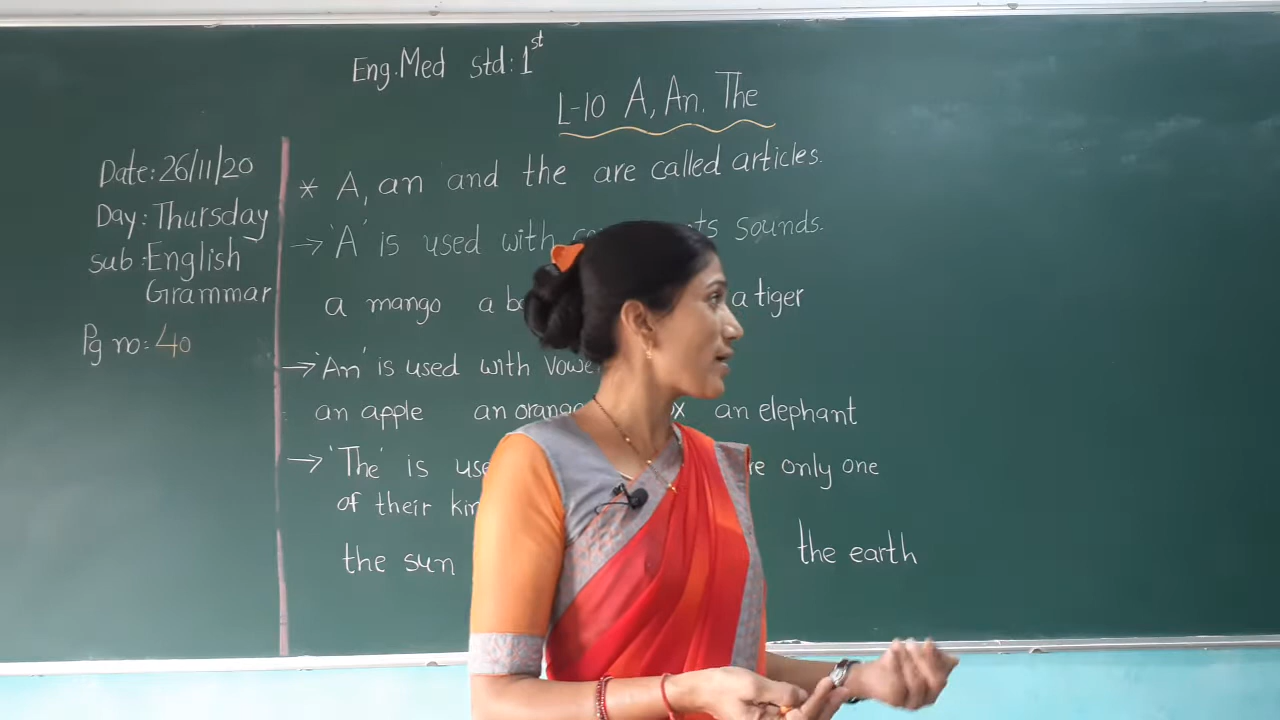 Eng.Med std: 1st
L-10 A, An, The
Date: 26/11/20
Day: Thursday
sub: English
Grammar
Pg no: 40
* A, an and the are called articles.
→ 'A' is used with sounds.
a mango a a tiger
→ 'An' is used with
an apple an orange an elephant
→ 'The' is only one
of their
the sun the earth